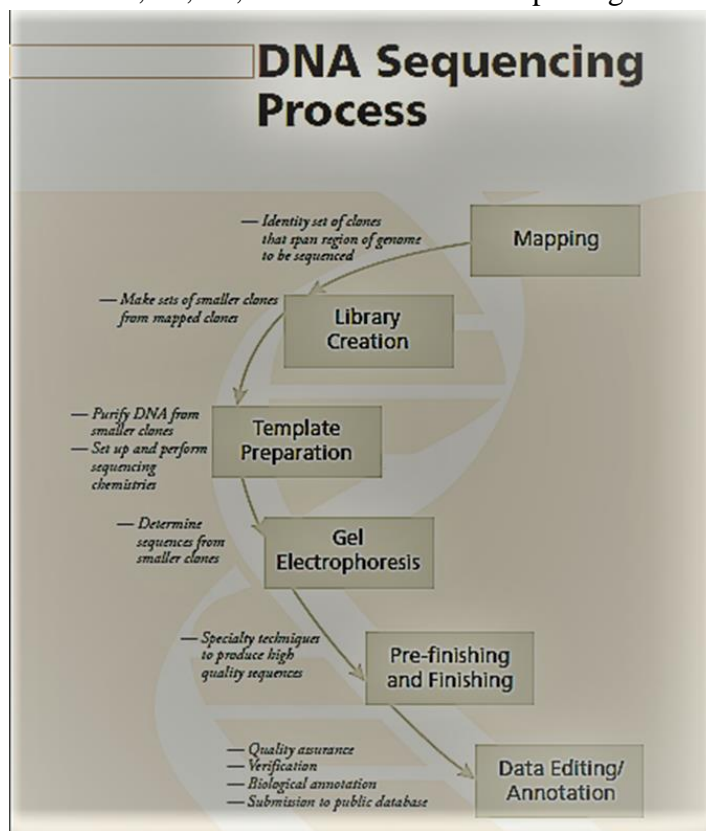 DNA Sequencing
Process
— Identity set of clones
that span region of genome
to be sequenced
Mapping
— Make sets of smaller clones
from mapped clones
Library
Creation
— Purify DNA from
smaller clones
— Set up and perform
sequencing
chemistries
Template
Preparation
— Determine
sequences from
smaller clones
Gel
Electrophoresis
— Specialty techniques
to produce high
quality sequences
Pre-finishing
and Finishing
— Quality assurance
— Verification
— Biological annotation
— Submission to public database
Data Editing/
Annotation